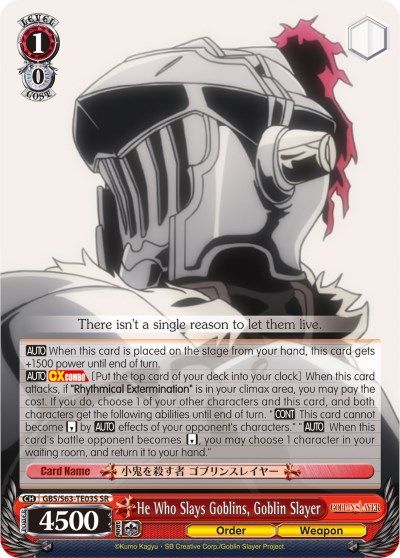 LEVEL
1
0
COST
There isn't a single reason to let them live.
AUTO When this card is placed on the stage from your hand, this card gets
+1500 power until end of turn.
AUTO CX COMBO [Put the top card of your deck into your clock] When this card
attacks, if "Rhythmical Extermination" is in your climax area, you may pay the
cost. If you do, choose 1 of your other characters and this card, and both
characters get the following abilities until end of turn. "CONT This card cannot
become by AUTO effects of your opponent's characters." "AUTO When this
card's battle opponent becomes , you may choose 1 character in your
waiting room, and return it to your hand."
Card Name 小鬼を殺す者 ゴブリンスレイヤー
CH GBS/S63-TE03S SR
He Who Slays Goblins, Goblin Slayer
GOBLIN SLAYER
POWER
4500
SOUL
Order
Weapon
©Kumo Kagyu・SB Creative Corp./Goblin Slayer Project.